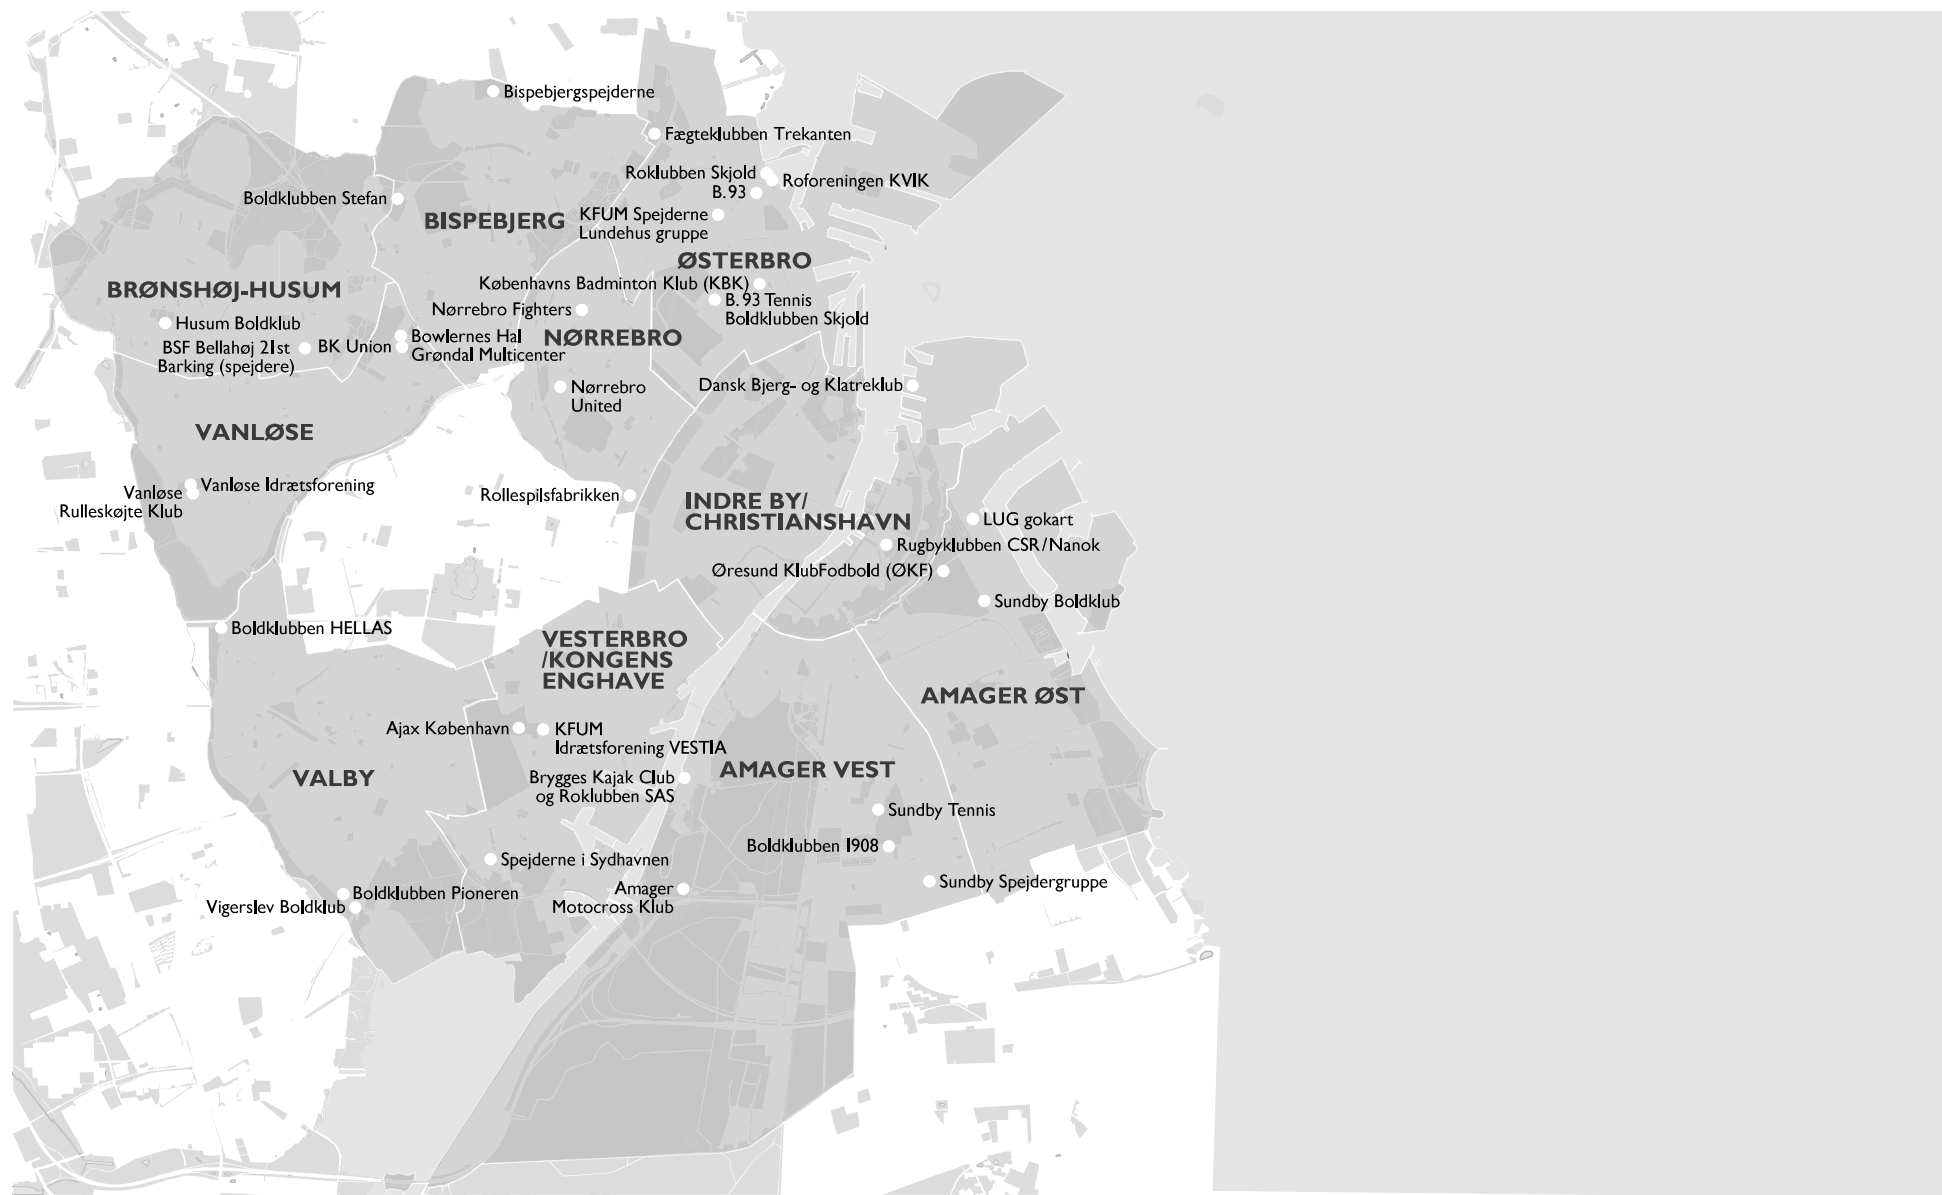 Bispebjergspejderne
Fægteklubben Trekanten
Roklubben Skjold
Roforeningen KVIK
B.93
Boldklubben Stefan
BISPEBJERG
KFUM Spejderne
Lundehus gruppe
ØSTERBRO
Københavns Badminton Klub (KBK)
BRØNSHØJ-HUSUM
B.93 Tennis
Boldklubben Skjold
Nørrebro Fighters
Husum Boldklub
NØRREBRO
BSF Bellahøj 21st
Barking (spejdere)
BK Union
Bowlernes Hal
Grøndal Multicenter
Nørrebro
United
Dansk Bjerg- og Klatreklub
VANLØSE
Vanløse Idrætsforening
Vanløse
Rulleskøjte Klub
Rollespilsfabrikken
INDRE BY/
CHRISTIANSHAVN
LUG gokart
Rugbyklubben CSR/Nanok
Øresund KlubFodbold (ØKF)
Sundby Boldklub
Boldklubben HELLAS
VESTERBRO
/KONGENS
ENGHAVE
AMAGER ØST
Ajax København
KFUM
Idrætsforening VESTIA
VALBY
Brygges Kajak Club
og Roklubben SAS
AMAGER VEST
Sundby Tennis
Boldklubben 1908
Spejderne i Sydhavnen
Amager
Motocross Klub
Sundby Spejdergruppe
Boldklubben Pioneren
Vigerslev Boldklub